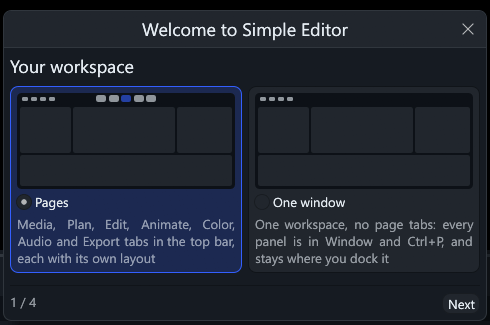 Welcome to Simple Editor
Your workspace
Pages
Media, Plan, Edit, Animate, Color,
Audio and Export tabs in the top bar,
each with its own layout
One window
One workspace, no page tabs: every
panel is in Window and Ctrl+P, and
stays where you dock it
1 / 4
Next